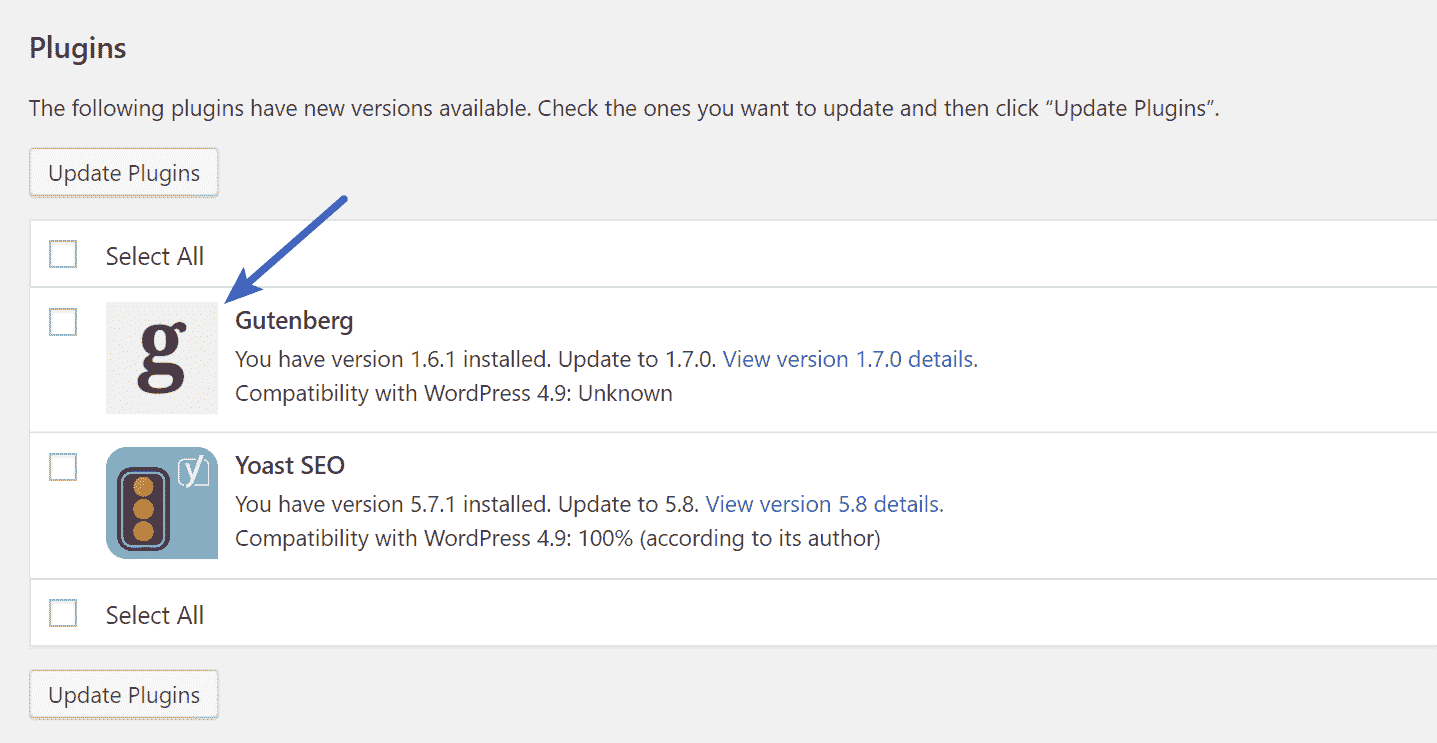 Plugins
The following plugins have new versions available. Check the ones you want to update and then click “Update Plugins”.
Update Plugins
Select All
g
Gutenberg
You have version 1.6.1 installed. Update to 1.7.0. View version 1.7.0 details.
Compatibility with WordPress 4.9: Unknown
y
Yoast SEO
You have version 5.7.1 installed. Update to 5.8. View version 5.8 details.
Compatibility with WordPress 4.9: 100% (according to its author)
Select All
Update Plugins